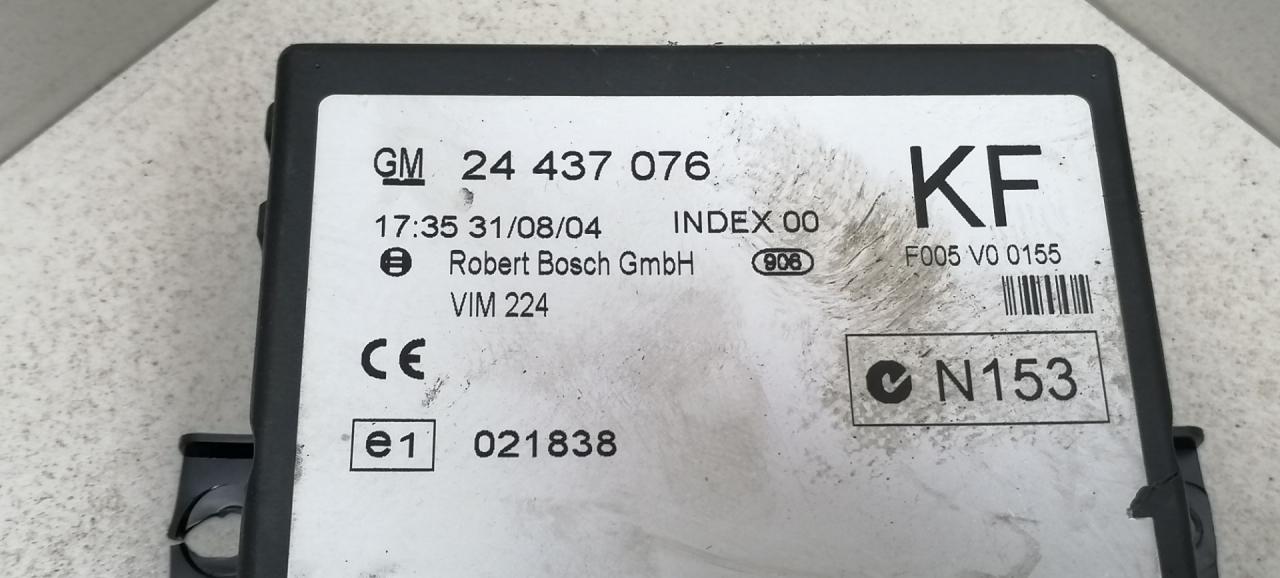 GM 24 437 076
KF
17:35 31/08/04 INDEX 00
Robert Bosch GmbH 906
F005 V0 0155
VIM 224
CE
N153
e1 021838